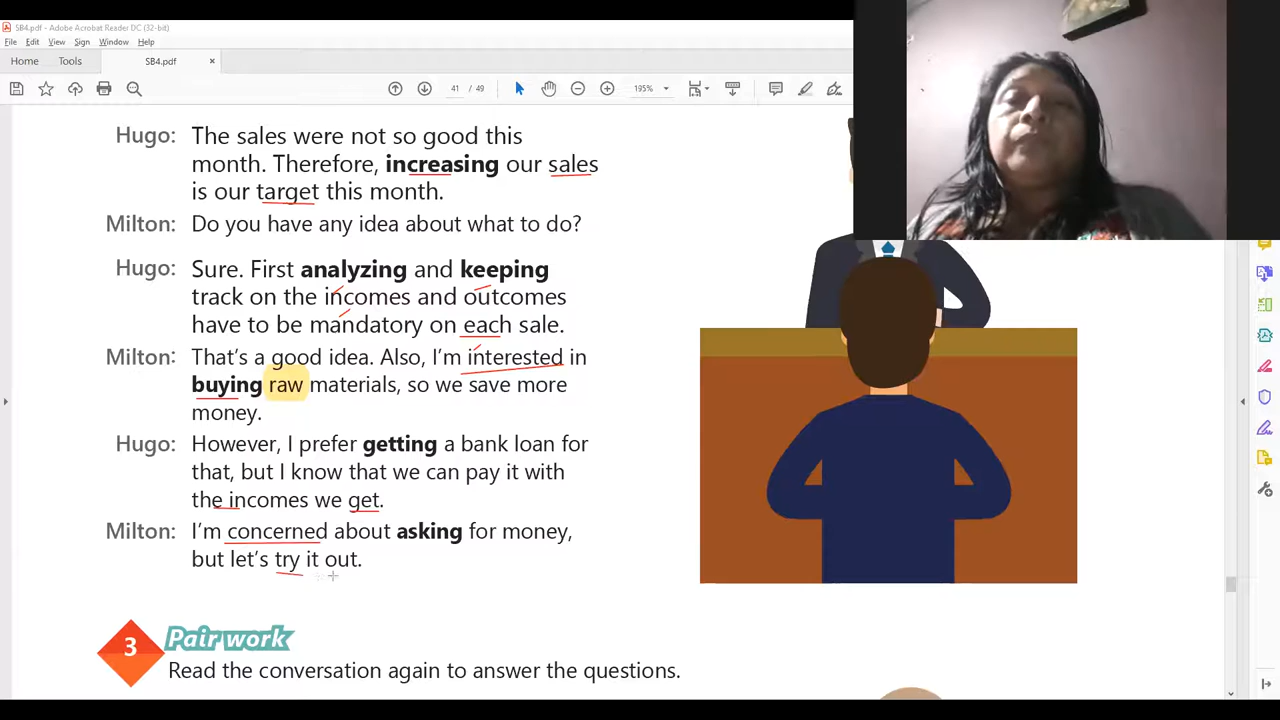 SB4.pdf - Adobe Acrobat Reader DC (32-bit)
File Edit View Sign Window Help
Home Tools SB4.pdf ×
41 / 49 195%
Hugo: The sales were not so good this
month. Therefore, increasing our sales
is our target this month.
Milton: Do you have any idea about what to do?
Hugo: Sure. First analyzing and keeping
track on the incomes and outcomes
have to be mandatory on each sale.
Milton: That's a good idea. Also, I'm interested in
buying raw materials, so we save more
money.
Hugo: However, I prefer getting a bank loan for
that, but I know that we can pay it with
the incomes we get.
Milton: I'm concerned about asking for money,
but let's try it out.
3 Pair work
Read the conversation again to answer the questions.